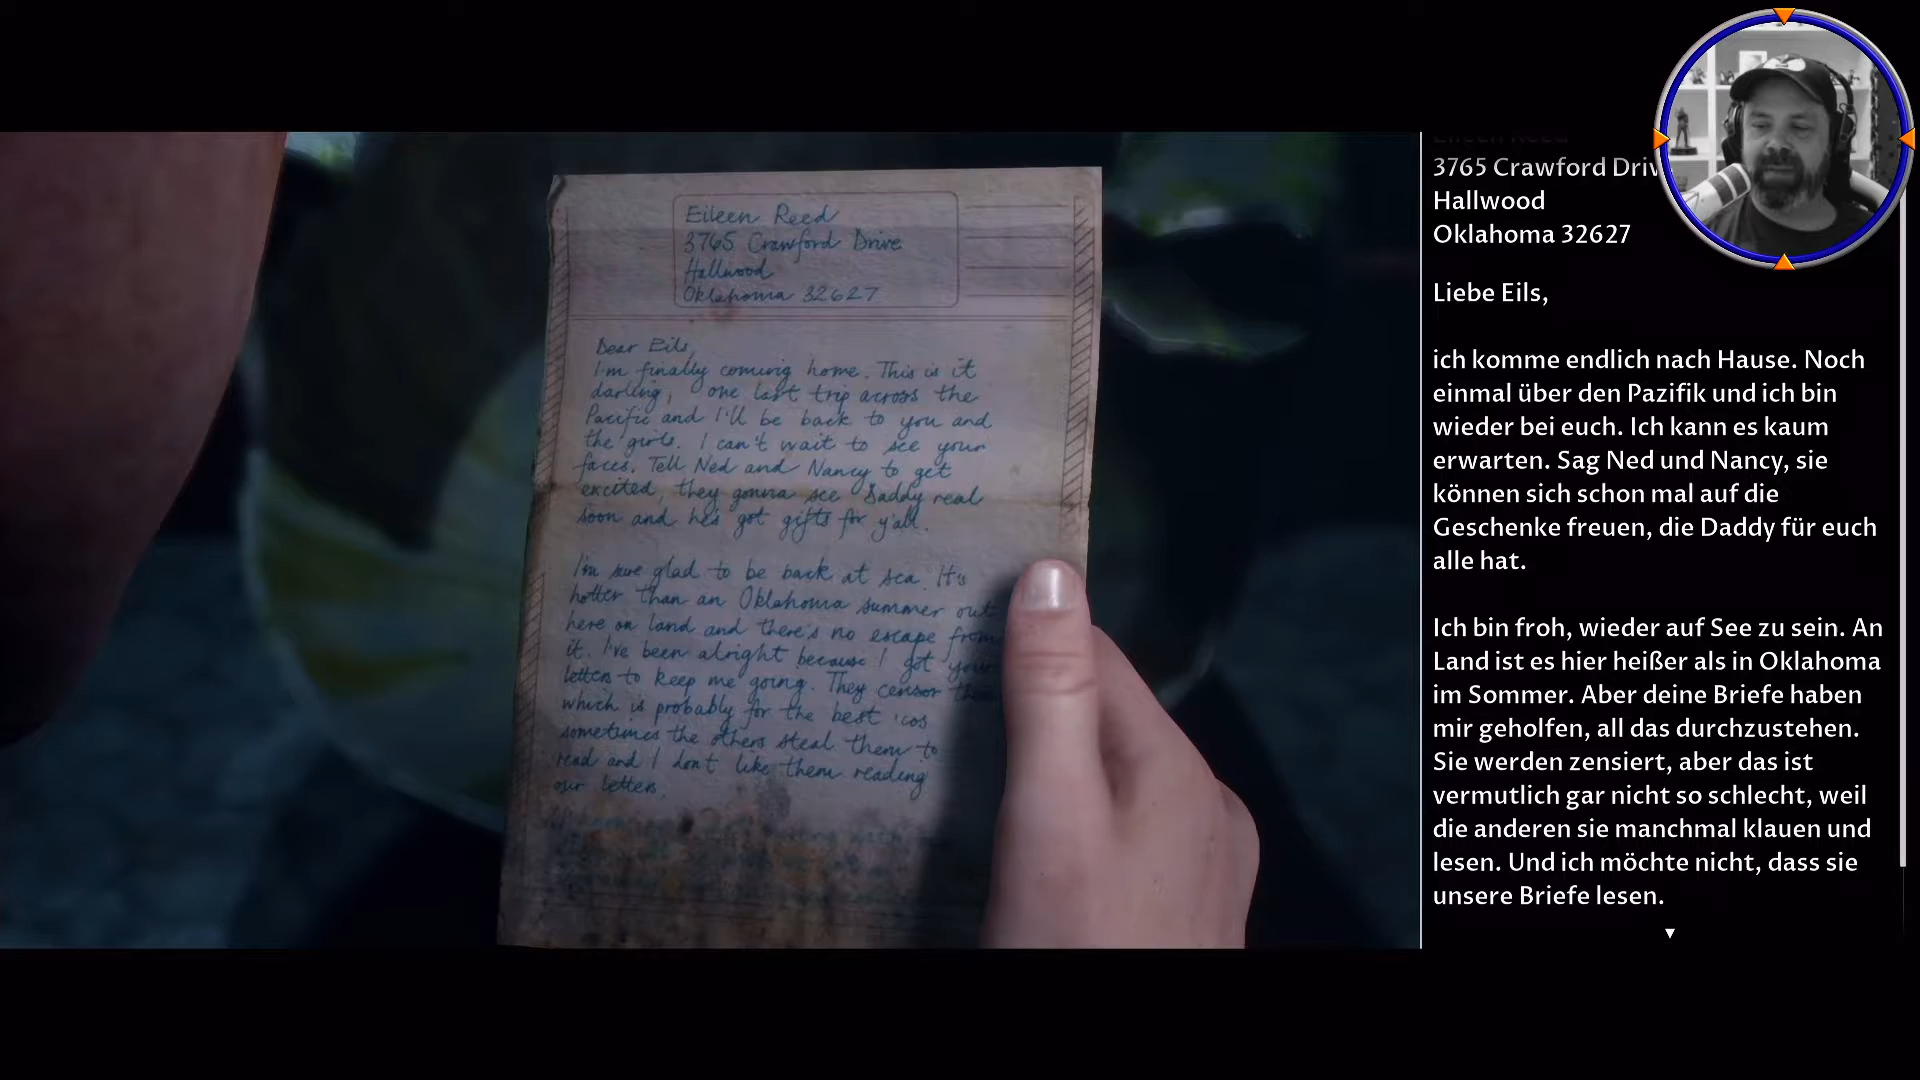 Eileen Reed
3765 Crawford Drive
Hallwood
Oklahoma 32627
Dear Eils,
I'm finally coming home. This is it
darling, one last trip across the
Pacific and I'll be back to you and
the girls. I can't wait to see your
faces. Tell Ned and Nancy to get
excited, they gonna see Daddy real
soon and he's got gifts for y'all.
I'm sure glad to be back at sea. It's
hotter than an Oklahoma summer out
here on land and there's no escape from
it. I've been alright because I got your
letters to keep me going. They censor
which is probably for the best 'cos
sometimes the others steal them to
read and I don't like them reading
our letters.
Eileen Reed
3765 Crawford Driv
Hallwood
Oklahoma 32627
Liebe Eils,
ich komme endlich nach Hause. Noch
einmal über den Pazifik und ich bin
wieder bei euch. Ich kann es kaum
erwarten. Sag Ned und Nancy, sie
können sich schon mal auf die
Geschenke freuen, die Daddy für euch
alle hat.
Ich bin froh, wieder auf See zu sein. An
Land ist es hier heißer als in Oklahoma
im Sommer. Aber deine Briefe haben
mir geholfen, all das durchzustehen.
Sie werden zensiert, aber das ist
vermutlich gar nicht so schlecht, weil
die anderen sie manchmal klauen und
lesen. Und ich möchte nicht, dass sie
unsere Briefe lesen.